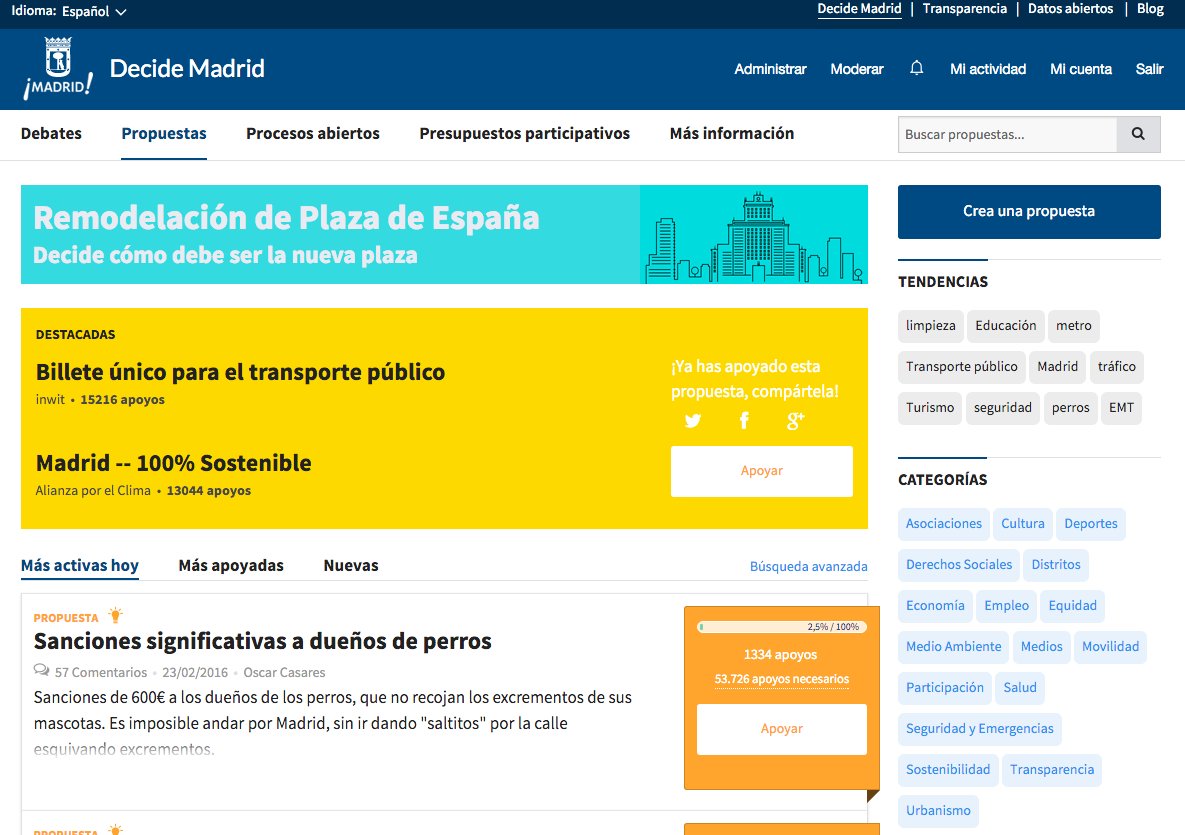 Idioma: Español
Decide Madrid | Transparencia | Datos abiertos | Blog
¡MADRID!
Decide Madrid
Administrar Moderar Mi actividad Mi cuenta Salir
Debates Propuestas Procesos abiertos Presupuestos participativos Más información
Buscar propuestas...
Remodelación de Plaza de España
Decide cómo debe ser la nueva plaza
DESTACADAS
Billete único para el transporte público
inwit • 15216 apoyos
¡Ya has apoyado esta
propuesta, compártela!
Madrid -- 100% Sostenible
Alianza por el Clima • 13044 apoyos
Apoyar
Más activas hoy Más apoyadas Nuevas
Búsqueda avanzada
PROPUESTA
Sanciones significativas a dueños de perros
57 Comentarios • 23/02/2016 • Oscar Casares
Sanciones de 600€ a los dueños de los perros, que no recojan los excrementos de sus
mascotas. Es imposible andar por Madrid, sin ir dando "saltitos" por la calle
esquivando excrementos.
2,5% / 100%
1334 apoyos
53.726 apoyos necesarios
Apoyar
PROPUESTA
Crea una propuesta
TENDENCIAS
limpieza Educación metro
Transporte público Madrid tráfico
Turismo seguridad perros EMT
CATEGORÍAS
Asociaciones Cultura Deportes
Derechos Sociales Distritos
Economía Empleo Equidad
Medio Ambiente Medios Movilidad
Participación Salud
Seguridad y Emergencias
Sostenibilidad Transparencia
Urbanismo